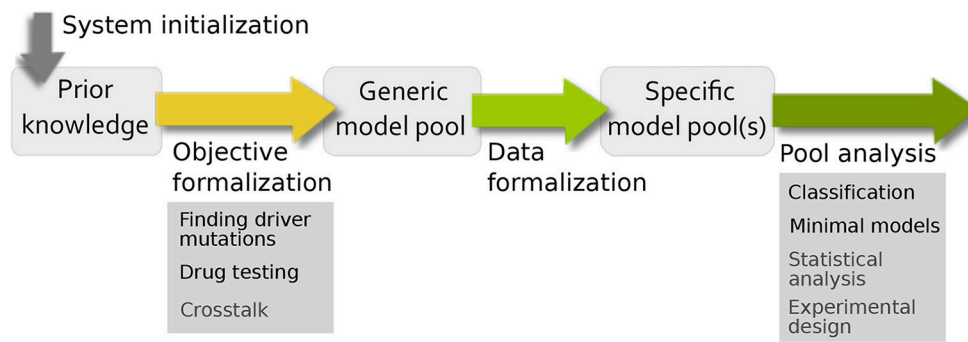 System initialization
Prior
knowledge
Objective
formalization
Finding driver
mutations
Drug testing
Crosstalk
Generic
model pool
Data
formalization
Specific
model pool(s)
Pool analysis
Classification
Minimal models
Statistical
analysis
Experimental
design